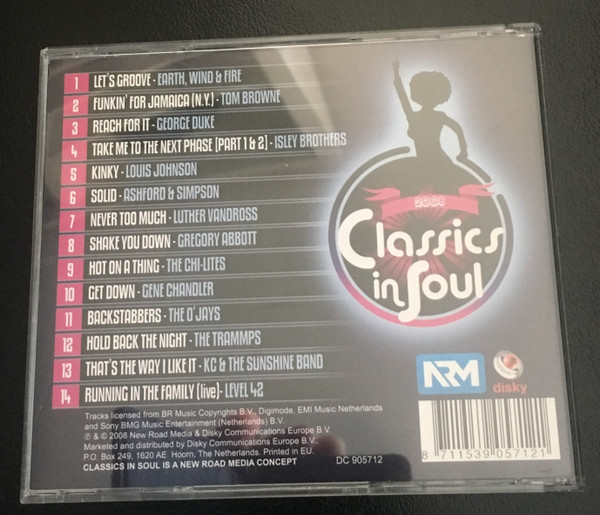 1 LET'S GROOVE - EARTH, WIND & FIRE
2 FUNKIN' FOR JAMAICA (N.Y.) - TOM BROWNE
3 REACH FOR IT - GEORGE DUKE
4 TAKE ME TO THE NEXT PHASE (PART 1 & 2) - ISLEY BROTHERS
5 KINKY - LOUIS JOHNSON
6 SOLID - ASHFORD & SIMPSON
7 NEVER TOO MUCH - LUTHER VANDROSS
8 SHAKE YOU DOWN - GREGORY ABBOTT
9 HOT ON A THING - THE CHI-LITES
10 GET DOWN - GENE CHANDLER
11 BACKSTABBERS - THE O'JAYS
12 HOLD BACK THE NIGHT - THE TRAMMPS
13 THAT'S THE WAY I LIKE IT - KC & THE SUNSHINE BAND
14 RUNNING IN THE FAMILY (live) - LEVEL 42
2008
Classics
in Soul
NRM
disky
Tracks licensed from BR Music Copyrights B.V., Digimode, EMI Music Netherlands
and Sony BMG Music Entertainment (Netherlands) B.V.
℗ & © 2008 New Road Media & Disky Communications Europe B.V.
Marketed and distributed by Disky Communications Europe B.V.,
P.O. Box 249, 1620 AE Hoorn, The Netherlands. Printed in EU.
CLASSICS IN SOUL IS A NEW ROAD MEDIA CONCEPT DC 905712
8 711539 057121